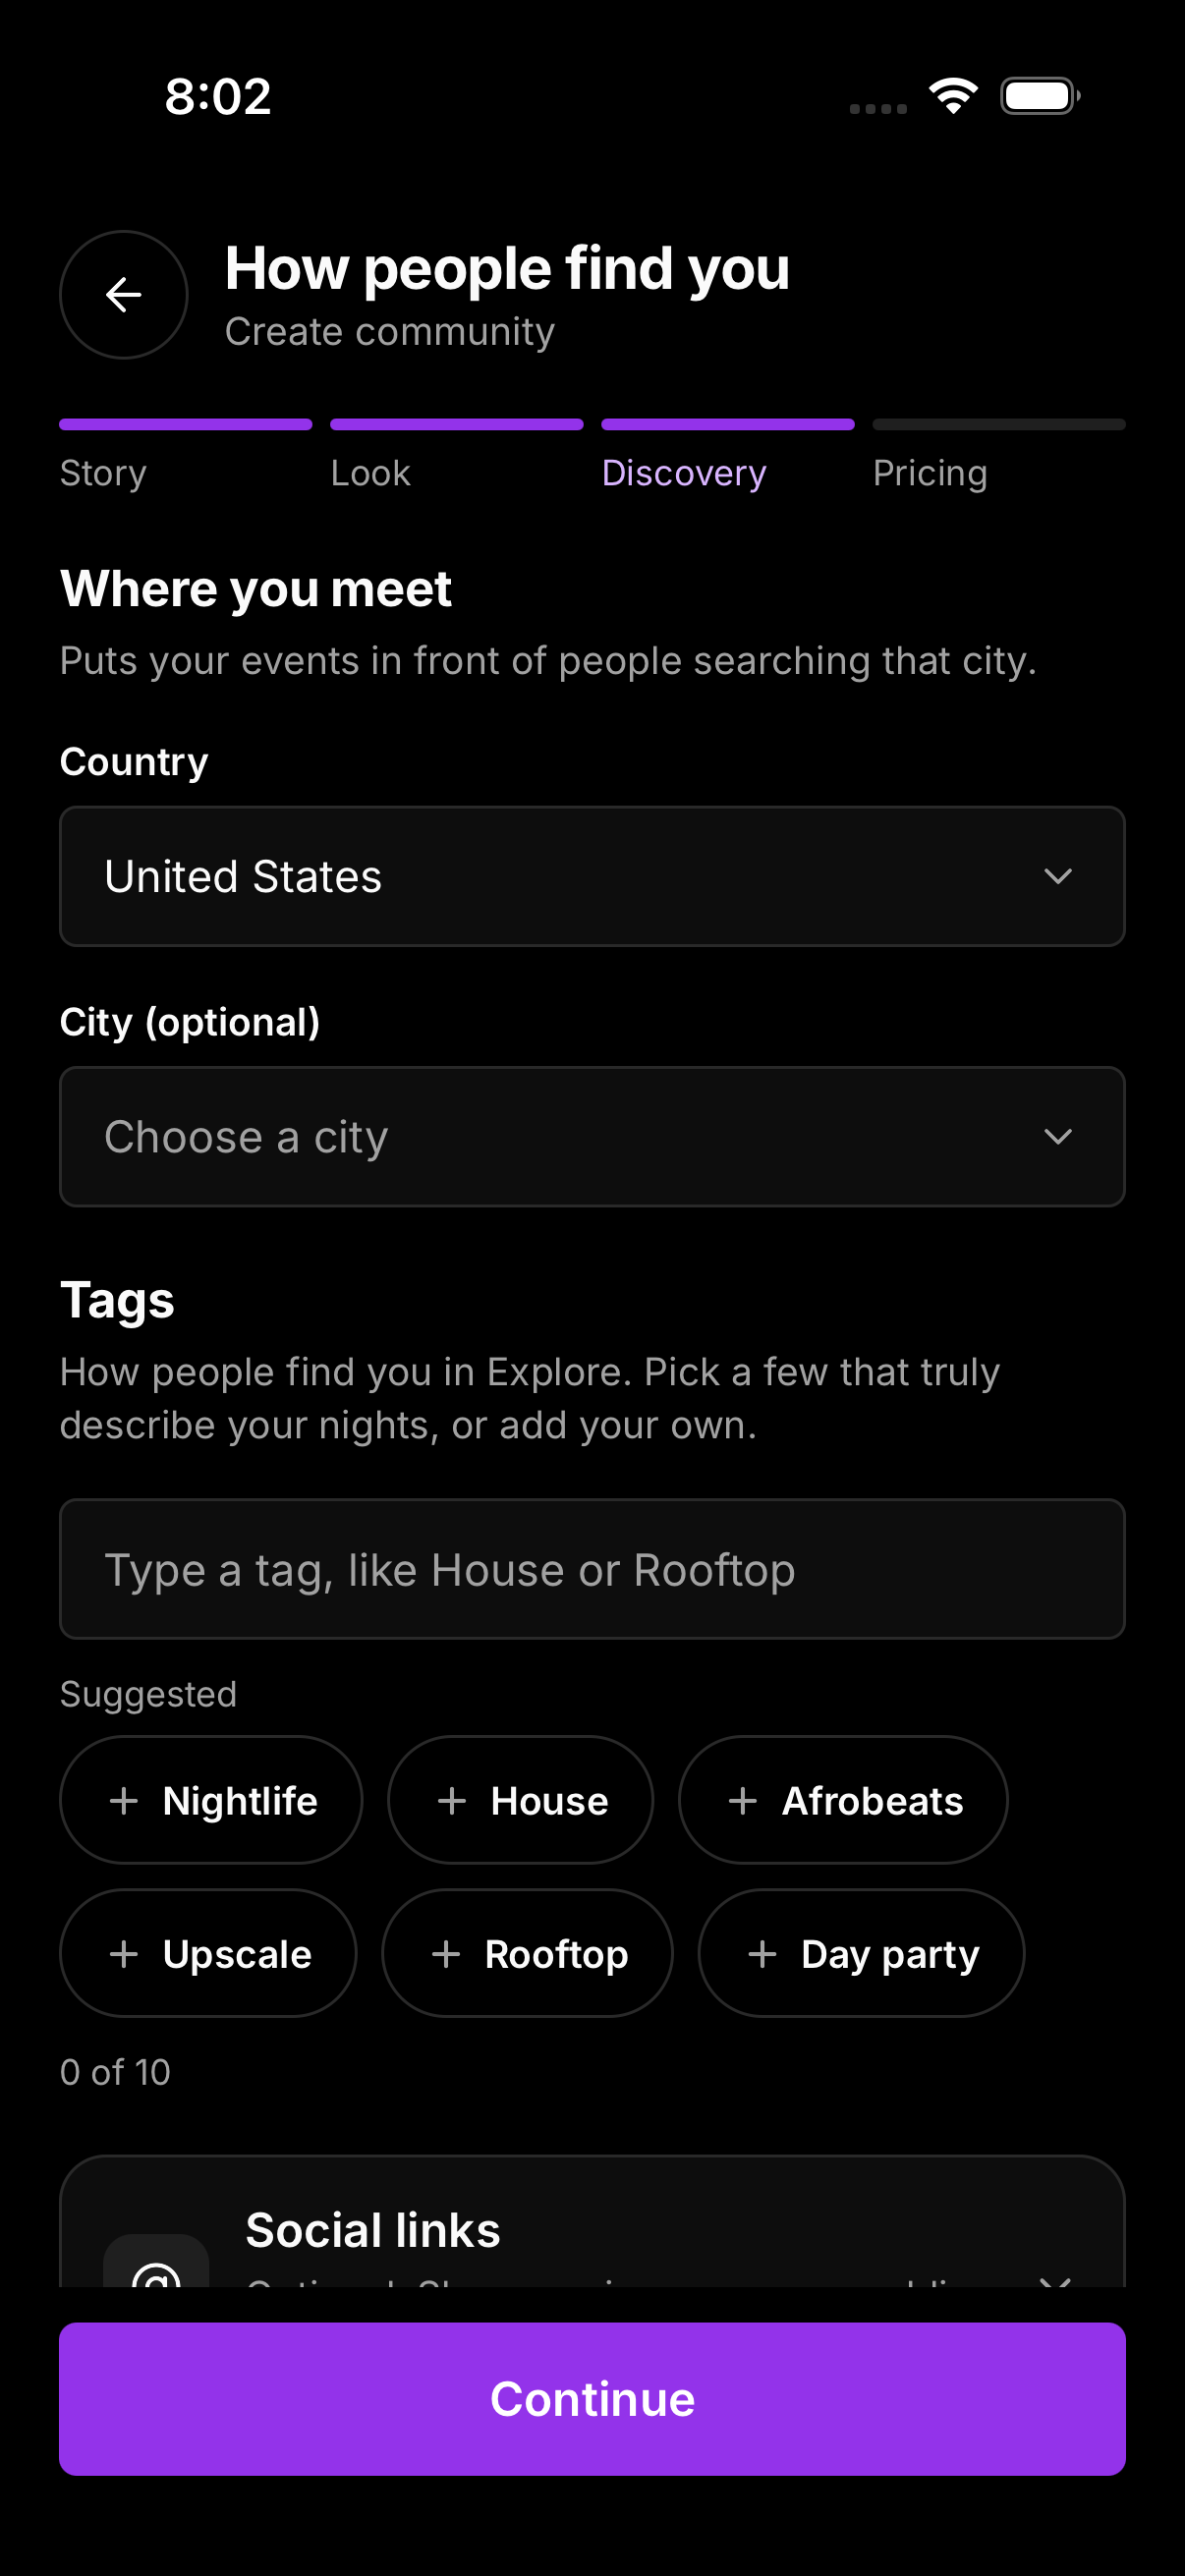 8:02
How people find you
Create community
Story
Look
Discovery
Pricing
Where you meet
Puts your events in front of people searching that city.
Country
United States
City (optional)
Choose a city
Tags
How people find you in Explore. Pick a few that truly
describe your nights, or add your own.
Type a tag, like House or Rooftop
Suggested
+ Nightlife
+ House
+ Afrobeats
+ Upscale
+ Rooftop
+ Day party
0 of 10
Social links
@
Continue